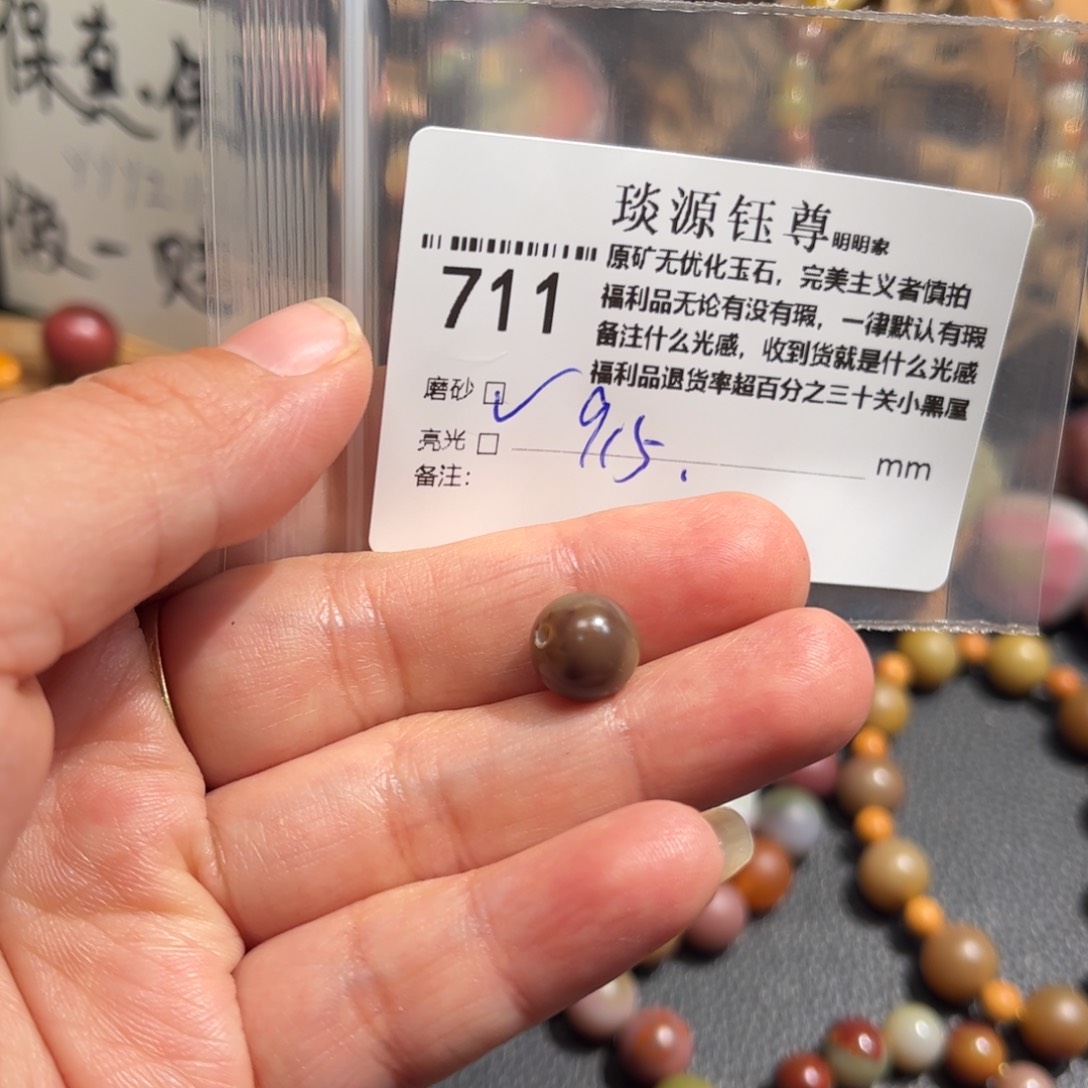 保真·
琰源钰尊明明家
711
原矿无优化玉石，完美主义者慎拍
福利品无论有没有瑕，一律默认有瑕
备注什么光感，收到货就是什么光感
福利品退货率超百分之三十关小黑屋
磨砂 □ ✓
9.5.
亮光 □ mm
备注：